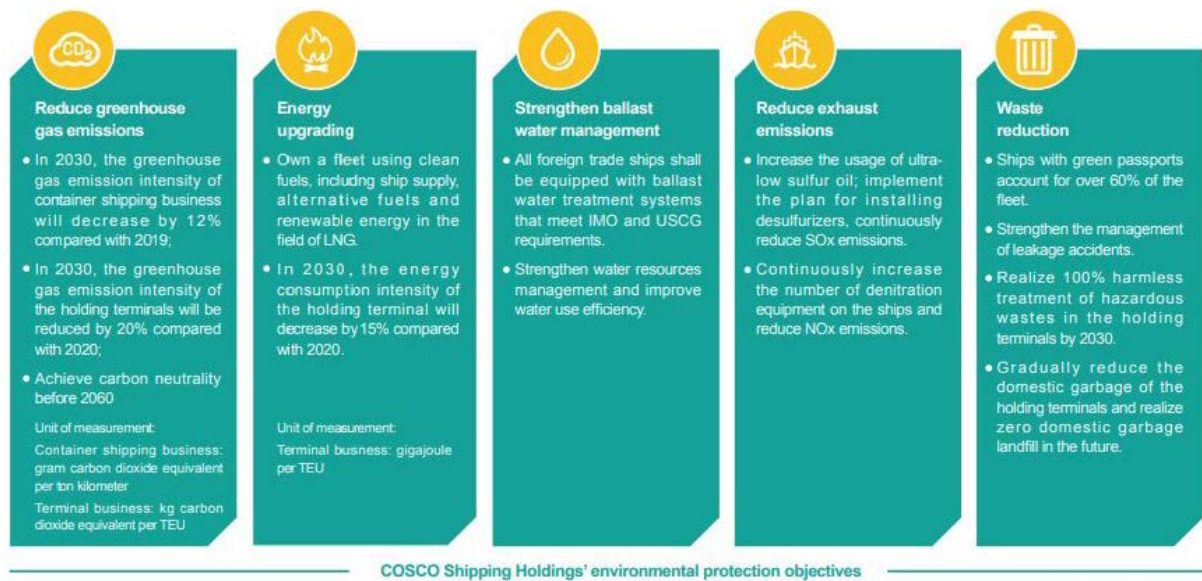 CO2
Reduce greenhouse
gas emissions
• In 2030, the greenhouse
gas emission intensity of
container shipping business
will decrease by 12%
compared with 2019;
• In 2030, the greenhouse
gas emission intensity of
the holding terminals will be
reduced by 20% compared
with 2020;
• Achieve carbon neutrality
before 2060
Unit of measurement:
Container shipping business:
gram carbon dioxide equivalent
per ton kilometer
Terminal business: kg carbon
dioxide equivalent per TEU
Energy
upgrading
• Own a fleet using clean
fuels, including ship supply,
alternative fuels and
renewable energy in the
field of LNG.
• In 2030, the energy
consumption intensity of
the holding terminal will
decrease by 15% compared
with 2020.
Unit of measurement:
Terminal business: gigajoule
per TEU
Strengthen ballast
water management
• All foreign trade ships shall
be equipped with ballast
water treatment systems
that meet IMO and USCG
requirements.
• Strengthen water resources
management and improve
water use efficiency.
Reduce exhaust
emissions
• Increase the usage of ultra-
low sulfur oil; implement
the plan for installing
desulfurizers, continuously
reduce SOx emissions.
• Continuously increase
the number of denitration
equipment on the ships and
reduce NOx emissions.
Waste
reduction
• Ships with green passports
account for over 60% of the
fleet.
• Strengthen the management
of leakage accidents.
• Realize 100% harmless
treatment of hazardous
wastes in the holding
terminals by 2030.
• Gradually reduce the
domestic garbage of the
holding terminals and realize
zero domestic garbage
landfill in the future.
COSCO Shipping Holdings' environmental protection objectives